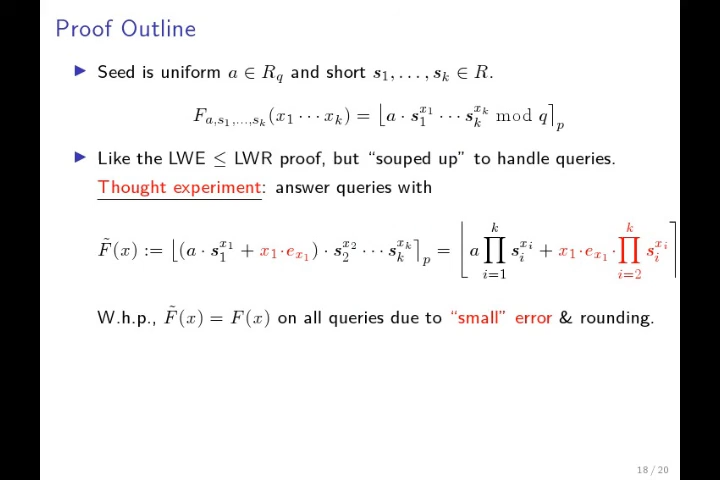 Proof Outline
▶ Seed is uniform a ∈ R_q and short s_1, . . . , s_k ∈ R.
F_{a,s_1,...,s_k}(x_1 · · · x_k) = ⌊a · s_1^{x_1} · · · s_k^{x_k} mod q⌉_p
▶ Like the LWE ≤ LWR proof, but “souped up” to handle queries.
Thought experiment: answer queries with
F̃(x) := ⌊(a · s_1^{x_1} + x_1·e_{x_1}) · s_2^{x_2} · · · s_k^{x_k}⌉_p = ⌊a ∏_{i=1}^{k} s_i^{x_i} + x_1·e_{x_1}·∏_{i=2}^{k} s_i^{x_i}⌉
W.h.p., F̃(x) = F(x) on all queries due to “small” error & rounding.
18 / 20